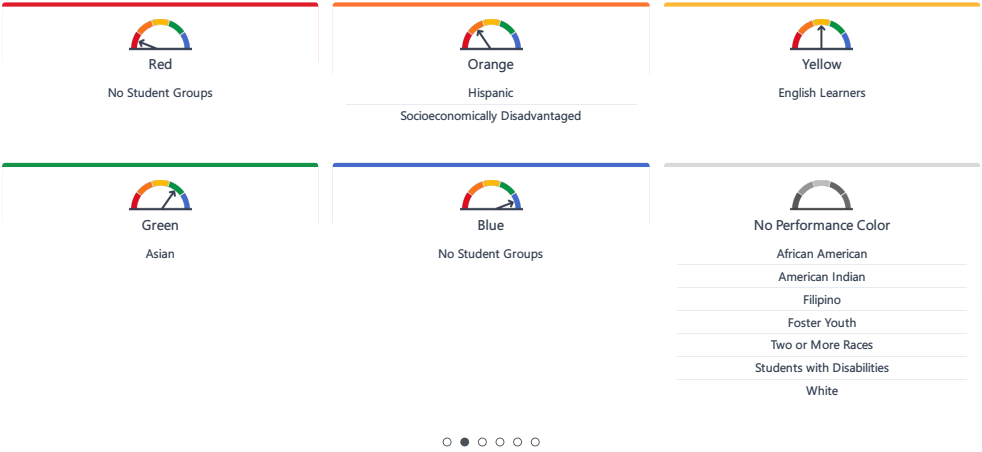 Red
No Student Groups
Orange
Hispanic
Socioeconomically Disadvantaged
Yellow
English Learners
Green
Asian
Blue
No Student Groups
No Performance Color
African American
American Indian
Filipino
Foster Youth
Two or More Races
Students with Disabilities
White